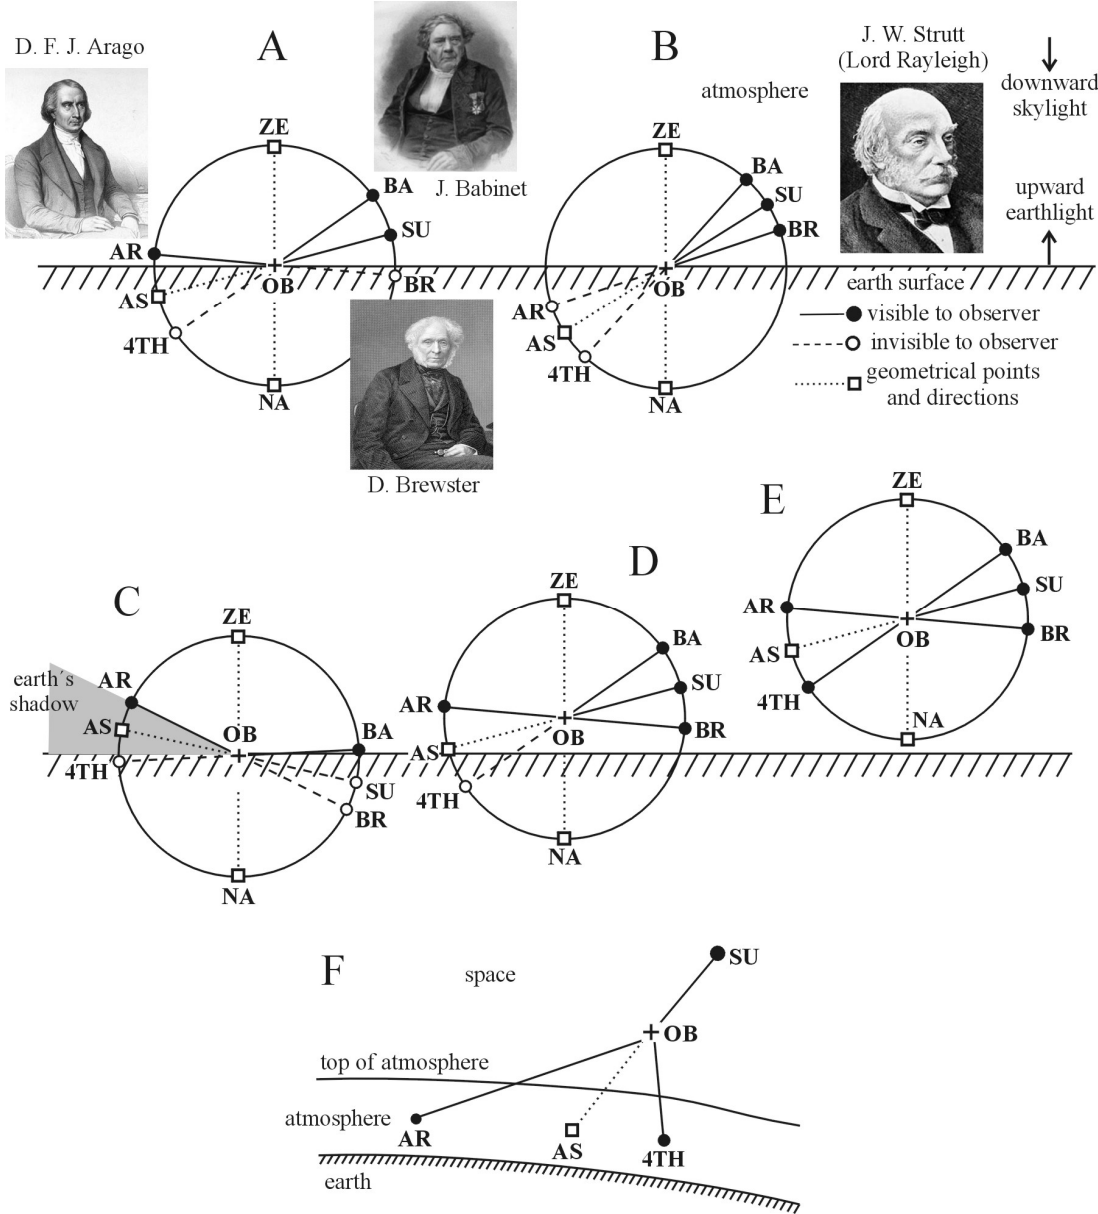 D. F. J. Arago
A
J. Babinet
B
atmosphere
J. W. Strutt
(Lord Rayleigh)
downward
skylight
upward
earthlight
ZE
BA
SU
AR
OB
BR
AS
4TH
NA
D. Brewster
ZE
BA
SU
BR
OB
AR
AS
4TH
NA
earth surface
visible to observer
invisible to observer
geometrical points
and directions
C
ZE
earth´s
shadow
AR
AS
OB
BA
4TH
SU
BR
NA
D
ZE
BA
AR
SU
OB
BR
AS
4TH
NA
E
ZE
BA
SU
AR
OB
BR
AS
4TH
NA
F
space
SU
OB
top of atmosphere
atmosphere
AR
AS
4TH
earth